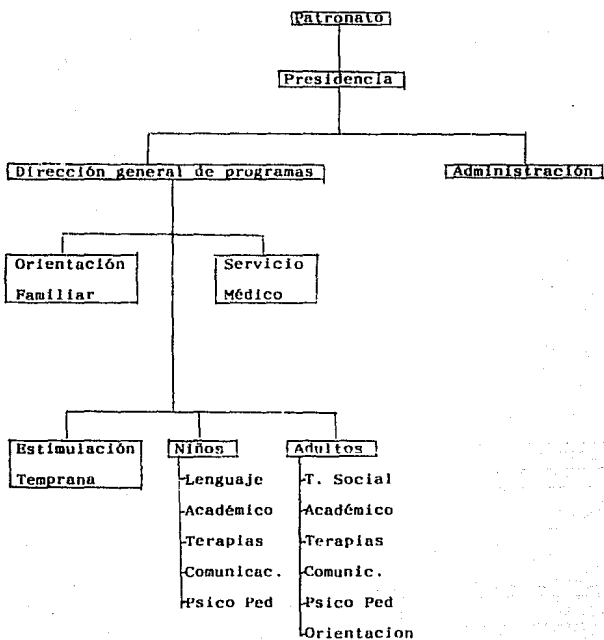 Patronato
Presidencia
Dirección general de programas
Administración
Orientación
Familiar
Servicio
Médico
Estimulación
Temprana
Niños
Lenguaje
Académico
Terapias
Comunicac.
Psico Ped
Adultos
T. Social
Académico
Terapias
Comunic.
Psico Ped
Orientacion